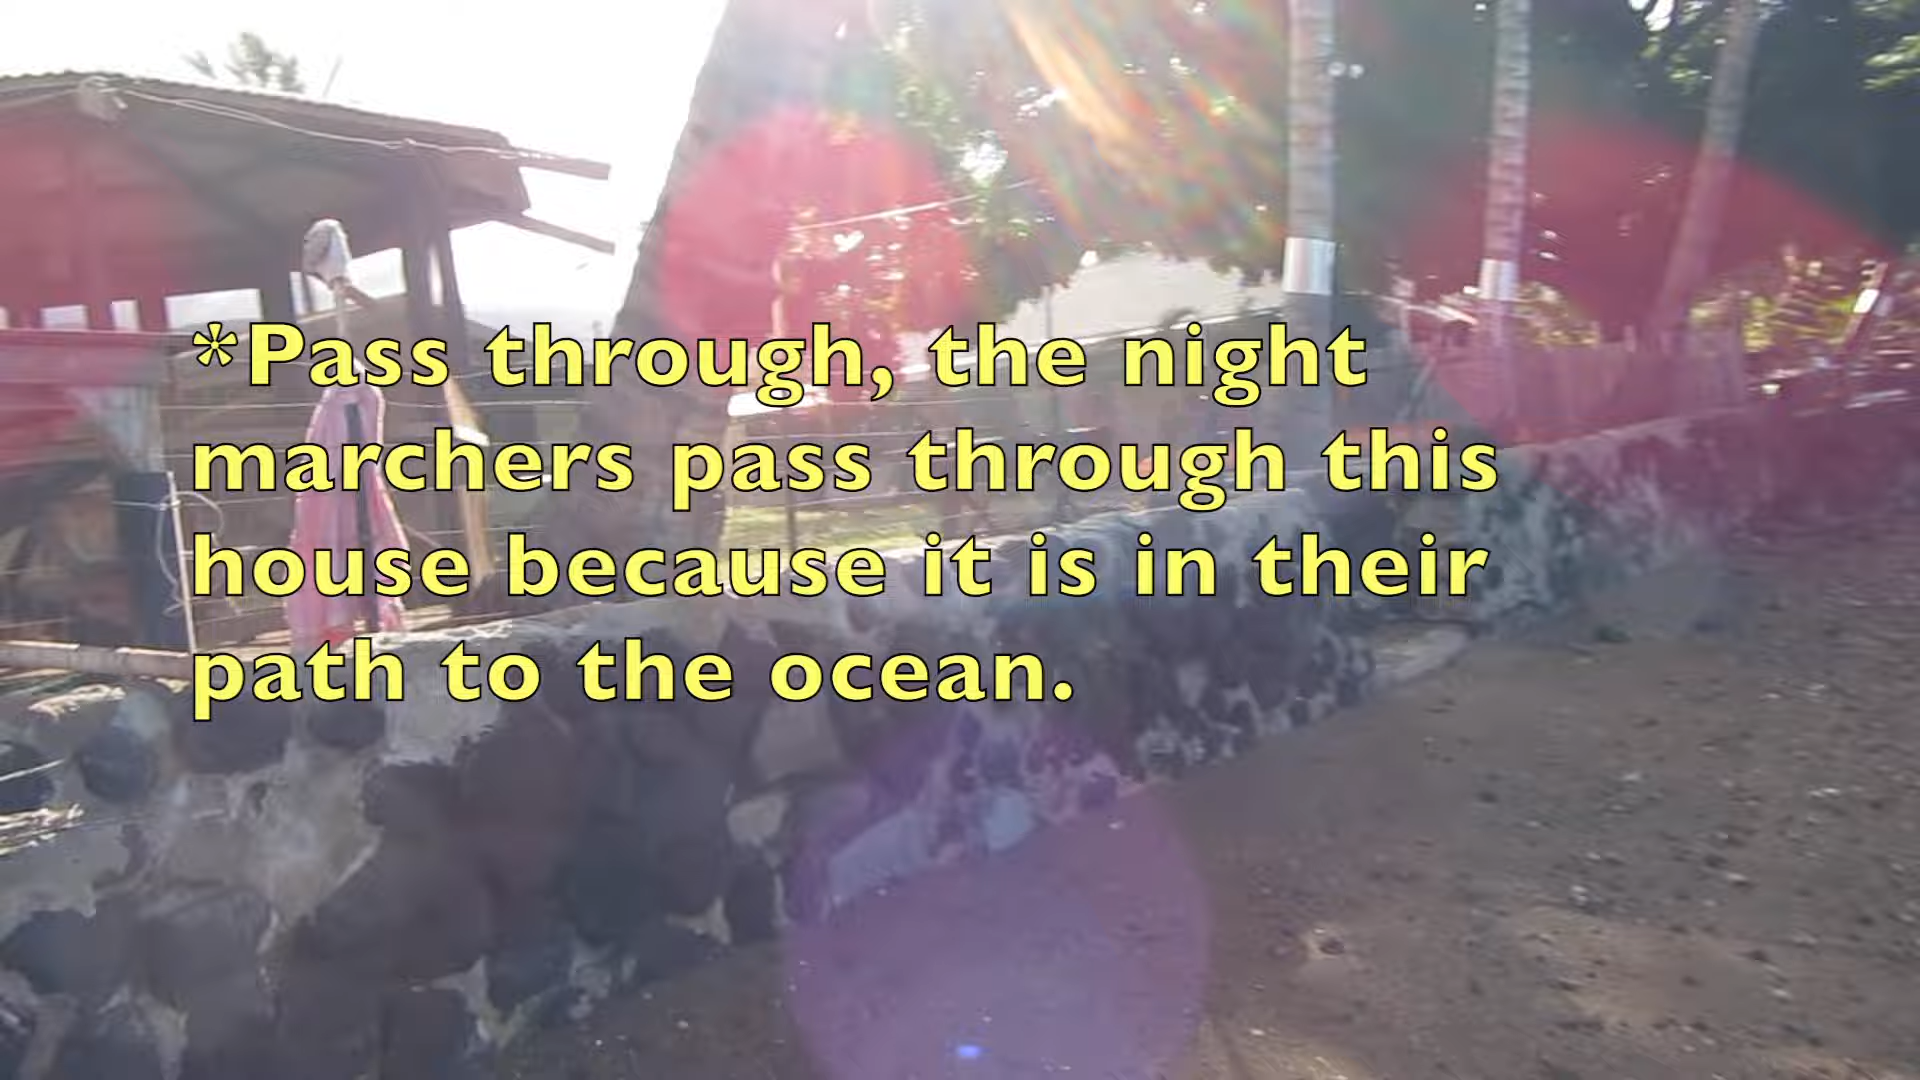 *Pass through, the night
marchers pass through this
house because it is in their
path to the ocean.